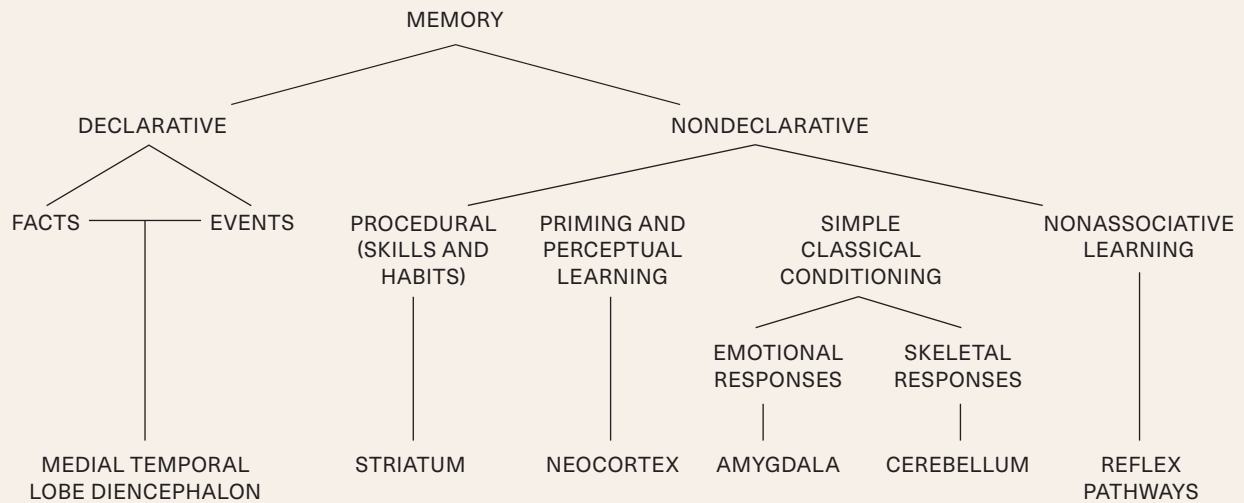 MEMORY
DECLARATIVE
NONDECLARATIVE
FACTS
EVENTS
PROCEDURAL
(SKILLS AND
HABITS)
PRIMING AND
PERCEPTUAL
LEARNING
SIMPLE
CLASSICAL
CONDITIONING
NONASSOCIATIVE
LEARNING
EMOTIONAL
RESPONSES
SKELETAL
RESPONSES
MEDIAL TEMPORAL
LOBE DIENCEPHALON
STRIATUM
NEOCORTEX
AMYGDALA
CEREBELLUM
REFLEX
PATHWAYS